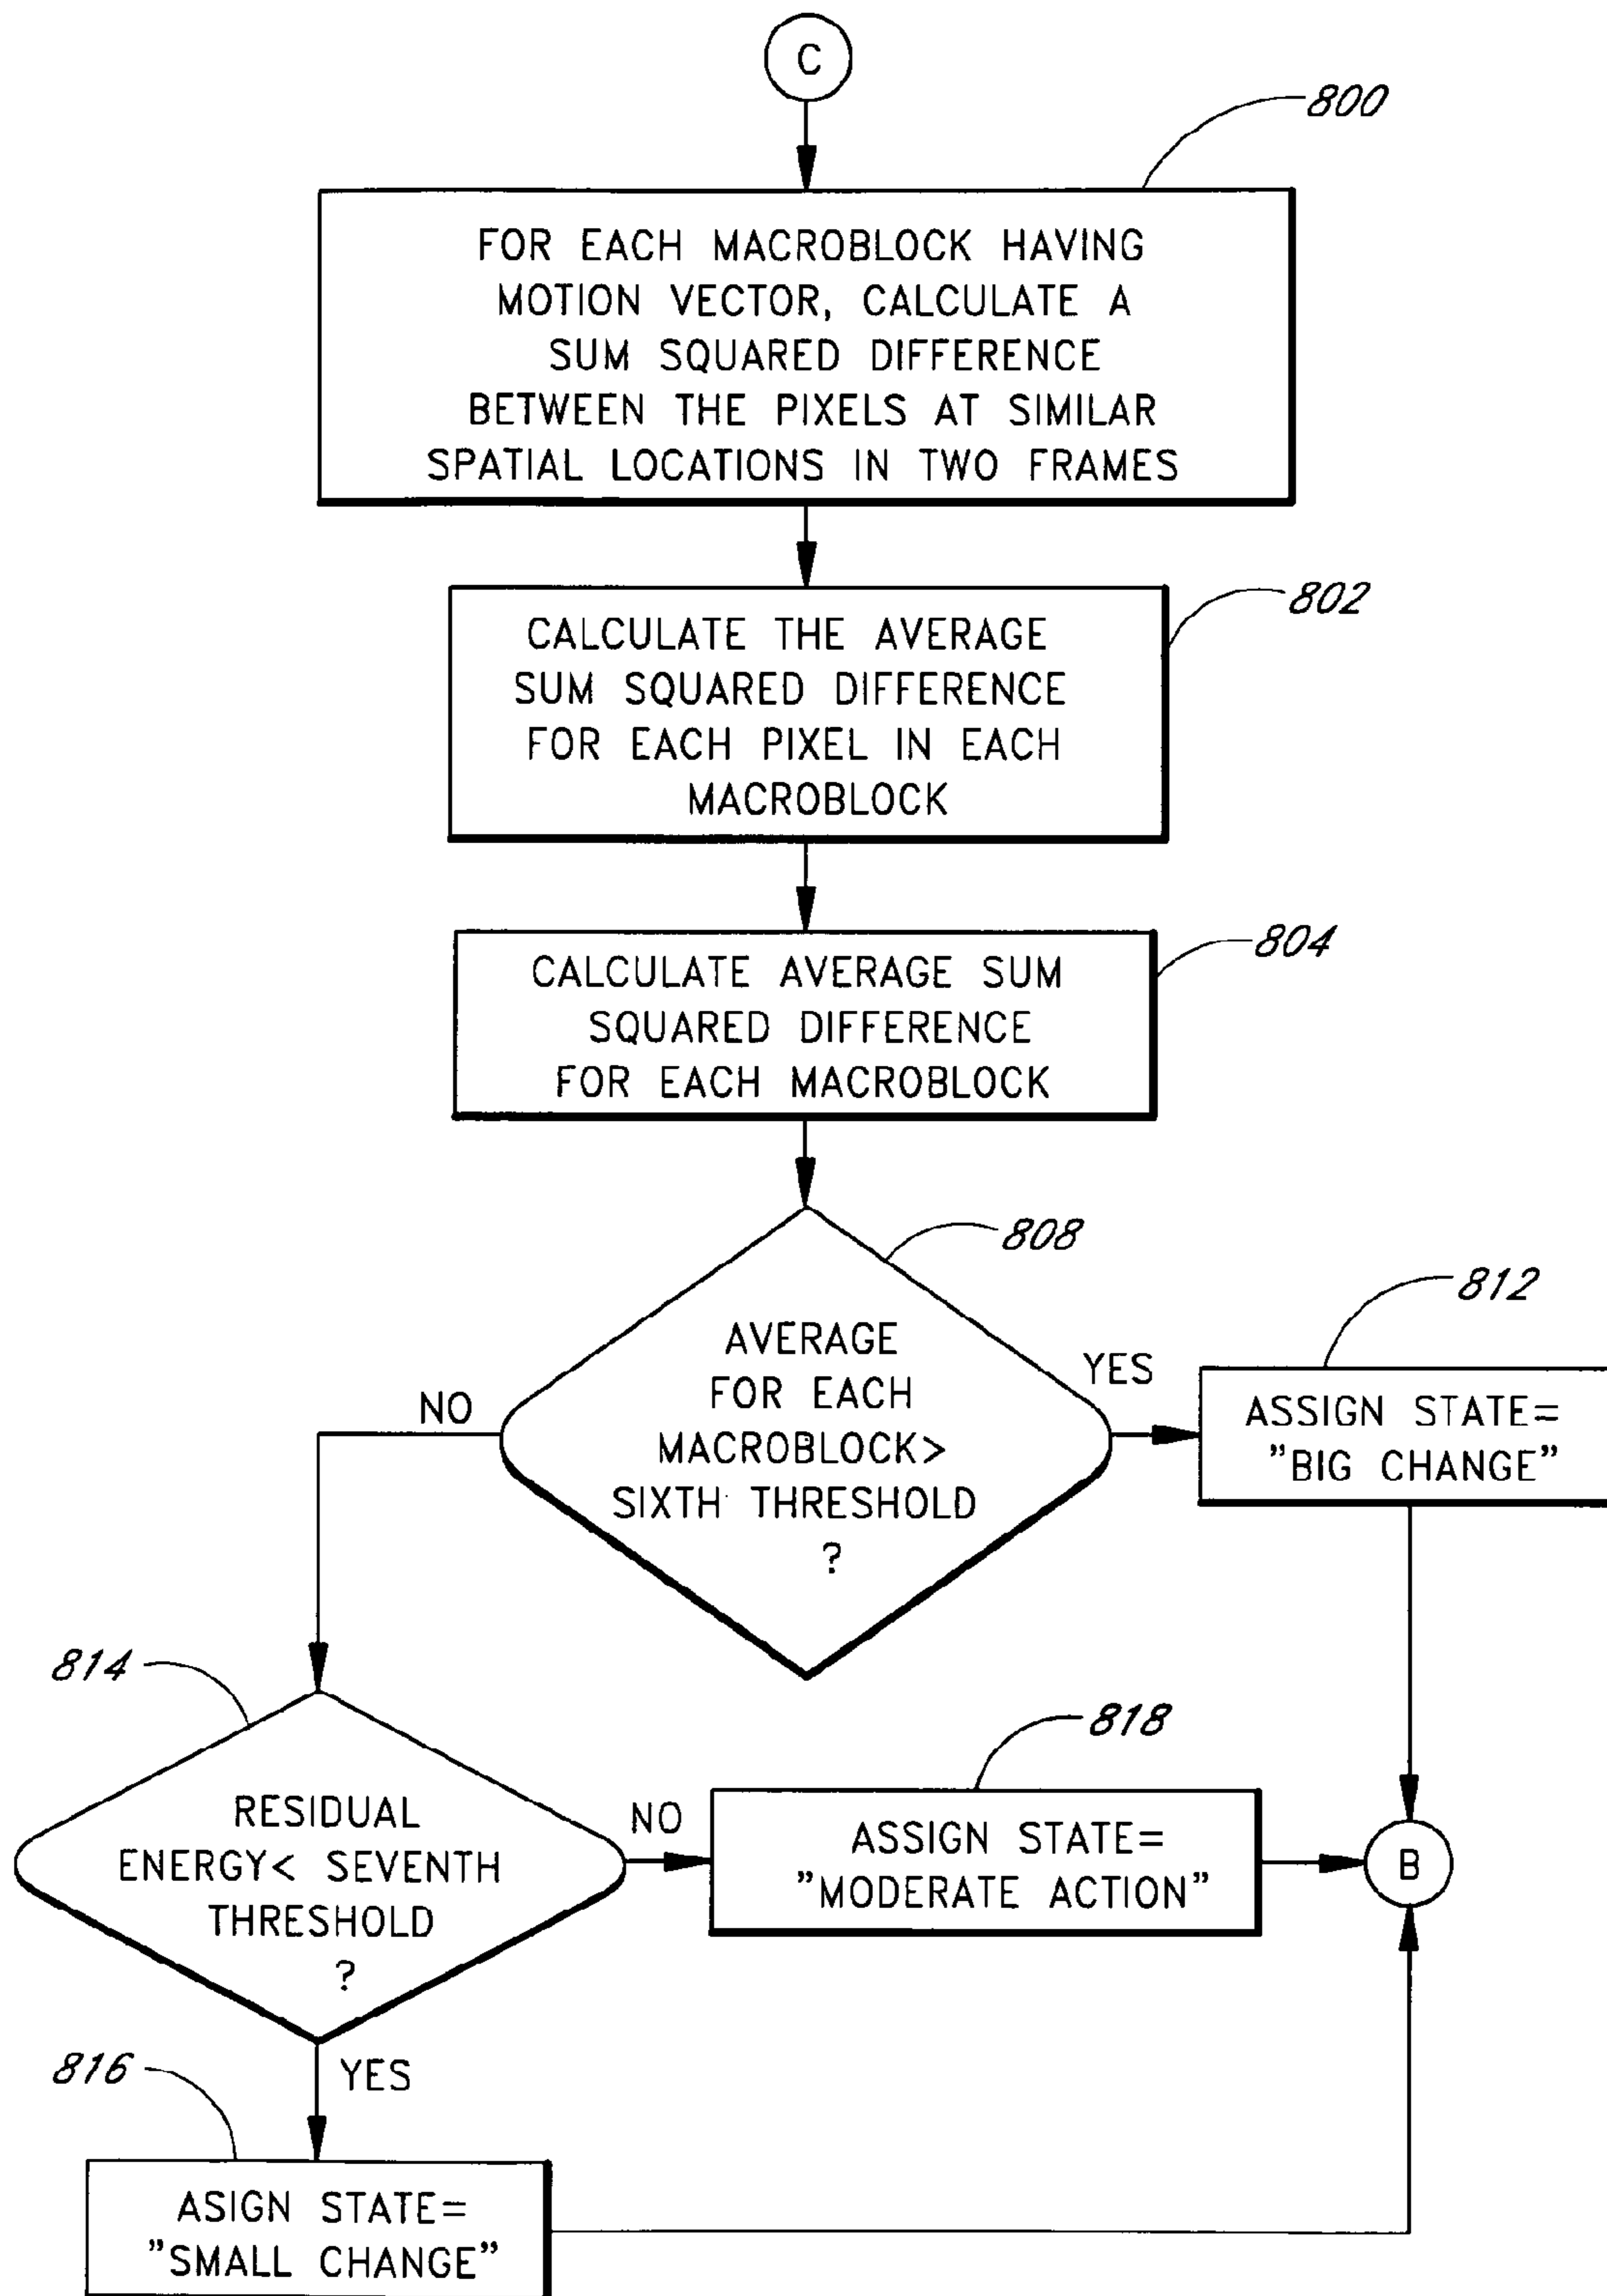 C
800
FOR EACH MACROBLOCK HAVING
MOTION VECTOR, CALCULATE A
SUM SQUARED DIFFERENCE
BETWEEN THE PIXELS AT SIMILAR
SPATIAL LOCATIONS IN TWO FRAMES
802
CALCULATE THE AVERAGE
SUM SQUARED DIFFERENCE
FOR EACH PIXEL IN EACH
MACROBLOCK
804
CALCULATE AVERAGE SUM
SQUARED DIFFERENCE
FOR EACH MACROBLOCK
808
AVERAGE
FOR EACH
MACROBLOCK>
SIXTH THRESHOLD
?
YES
812
ASSIGN STATE=
"BIG CHANGE"
NO
814
RESIDUAL
ENERGY< SEVENTH
THRESHOLD
?
NO
818
ASSIGN STATE=
"MODERATE ACTION"
B
YES
816
ASIGN STATE=
"SMALL CHANGE"